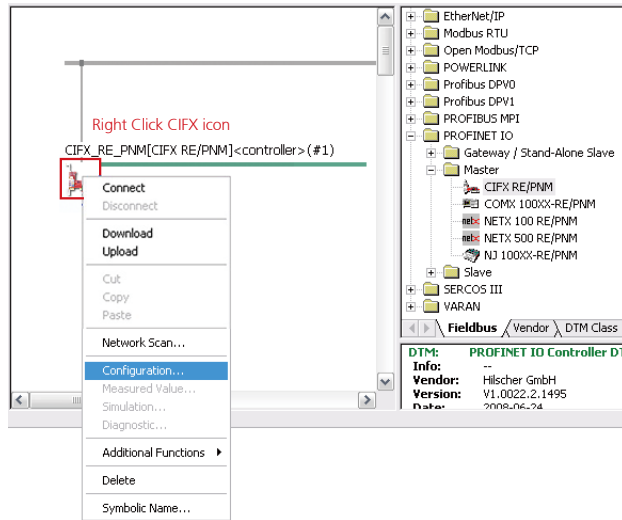 Right Click CIFX icon
CIFX_RE_PNM[CIFX RE/PNM]<controller>(#1)
Connect
Disconnect
Download
Upload
Cut
Copy
Paste
Network Scan...
Configuration...
Measured Value...
Simulation...
Diagnostic...
Additional Functions
Delete
Symbolic Name...
EtherNet/IP
Modbus RTU
Open Modbus/TCP
POWERLINK
Profibus DPV0
Profibus DPV1
PROFIBUS MPI
PROFINET IO
Gateway / Stand-Alone Slave
Master
CIFX RE/PNM
COMX 100XX-RE/PNM
netx NETX 100 RE/PNM
netx NETX 500 RE/PNM
NJ 100XX-RE/PNM
Slave
SERCOS III
VARAN
Fieldbus Vendor DTM Class
DTM: PROFINET IO Controller DT
Info: --
Vendor: Hilscher GmbH
Version: V1.0022.2.1495
Date: 2008-06-24